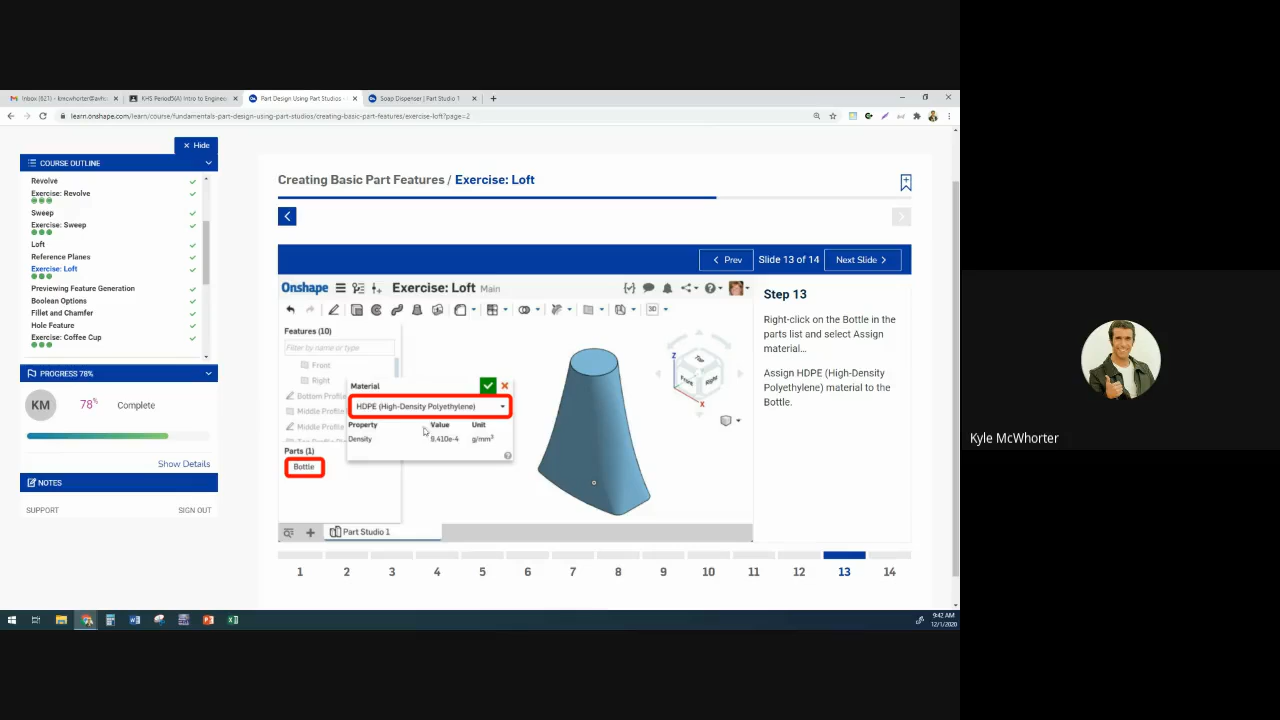 Inbox (621) - kmcwhorter@avh
KHS Period5(A) Intro to Enginee
Part Design Using Part Studios -
Soap Dispenser | Part Studio 1
learn.onshape.com/learn/course/fundamentals-part-design-using-part-studios/creating-basic-part-features/exercise-loft?page=2
Hide
COURSE OUTLINE
Revolve
Exercise: Revolve
Sweep
Exercise: Sweep
Loft
Reference Planes
Exercise: Loft
Previewing Feature Generation
Boolean Options
Fillet and Chamfer
Hole Feature
Exercise: Coffee Cup
PROGRESS 78%
KM
78%
Complete
Show Details
NOTES
SUPPORT
SIGN OUT
Creating Basic Part Features / Exercise: Loft
Prev
Slide 13 of 14
Next Slide
Onshape
Exercise: Loft Main
3D
Features (10)
Filter by name or type
Front
Right
Bottom Profile
Middle Profile
Middle Profile
Parts (1)
Bottle
Material
HDPE (High-Density Polyethylene)
Property Value Unit
Density 9.410e-4 g/mm³
Top
Front
Right
Z
X
Part Studio 1
Step 13
Right-click on the Bottle in the
parts list and select Assign
material...
Assign HDPE (High-Density
Polyethylene) material to the
Bottle.
1 2 3 4 5 6 7 8 9 10 11 12 13 14
9:42 AM
12/1/2020
Kyle McWhorter